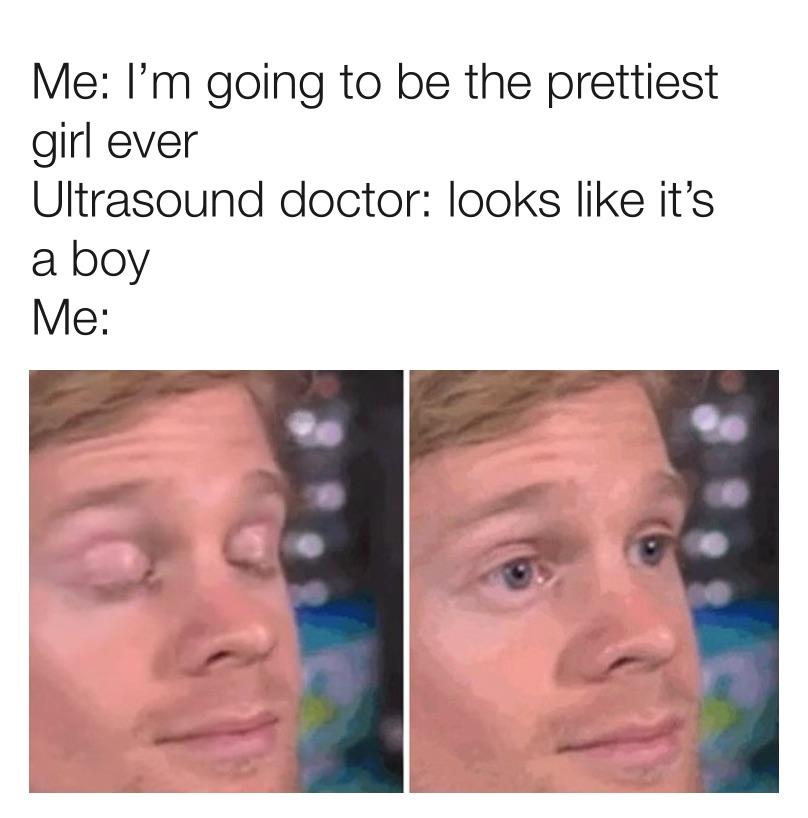 Me: I’m going to be the prettiest
girl ever
Ultrasound doctor: looks like it’s
a boy
Me: